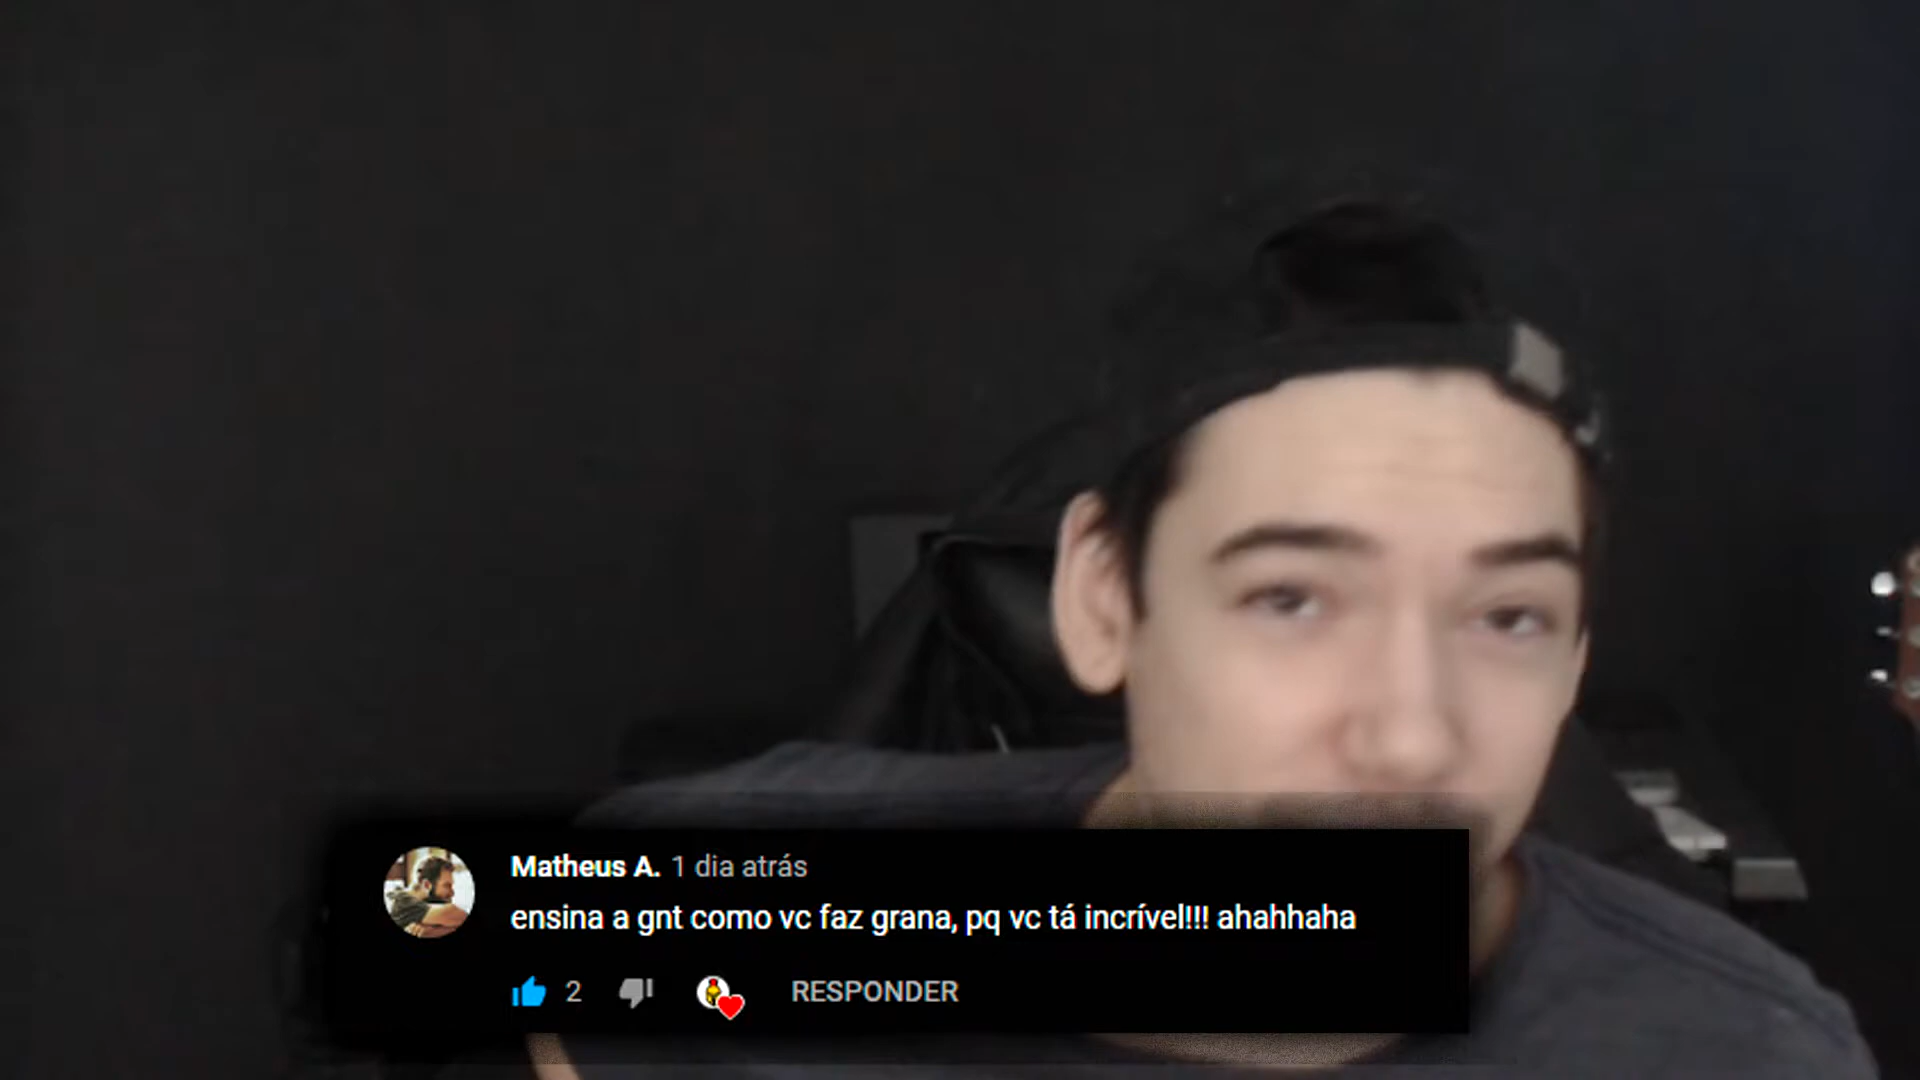 Matheus A. 1 dia atrás
ensina a gnt como vc faz grana, pq vc tá incrível!!! ahahhaha
2 RESPONDER